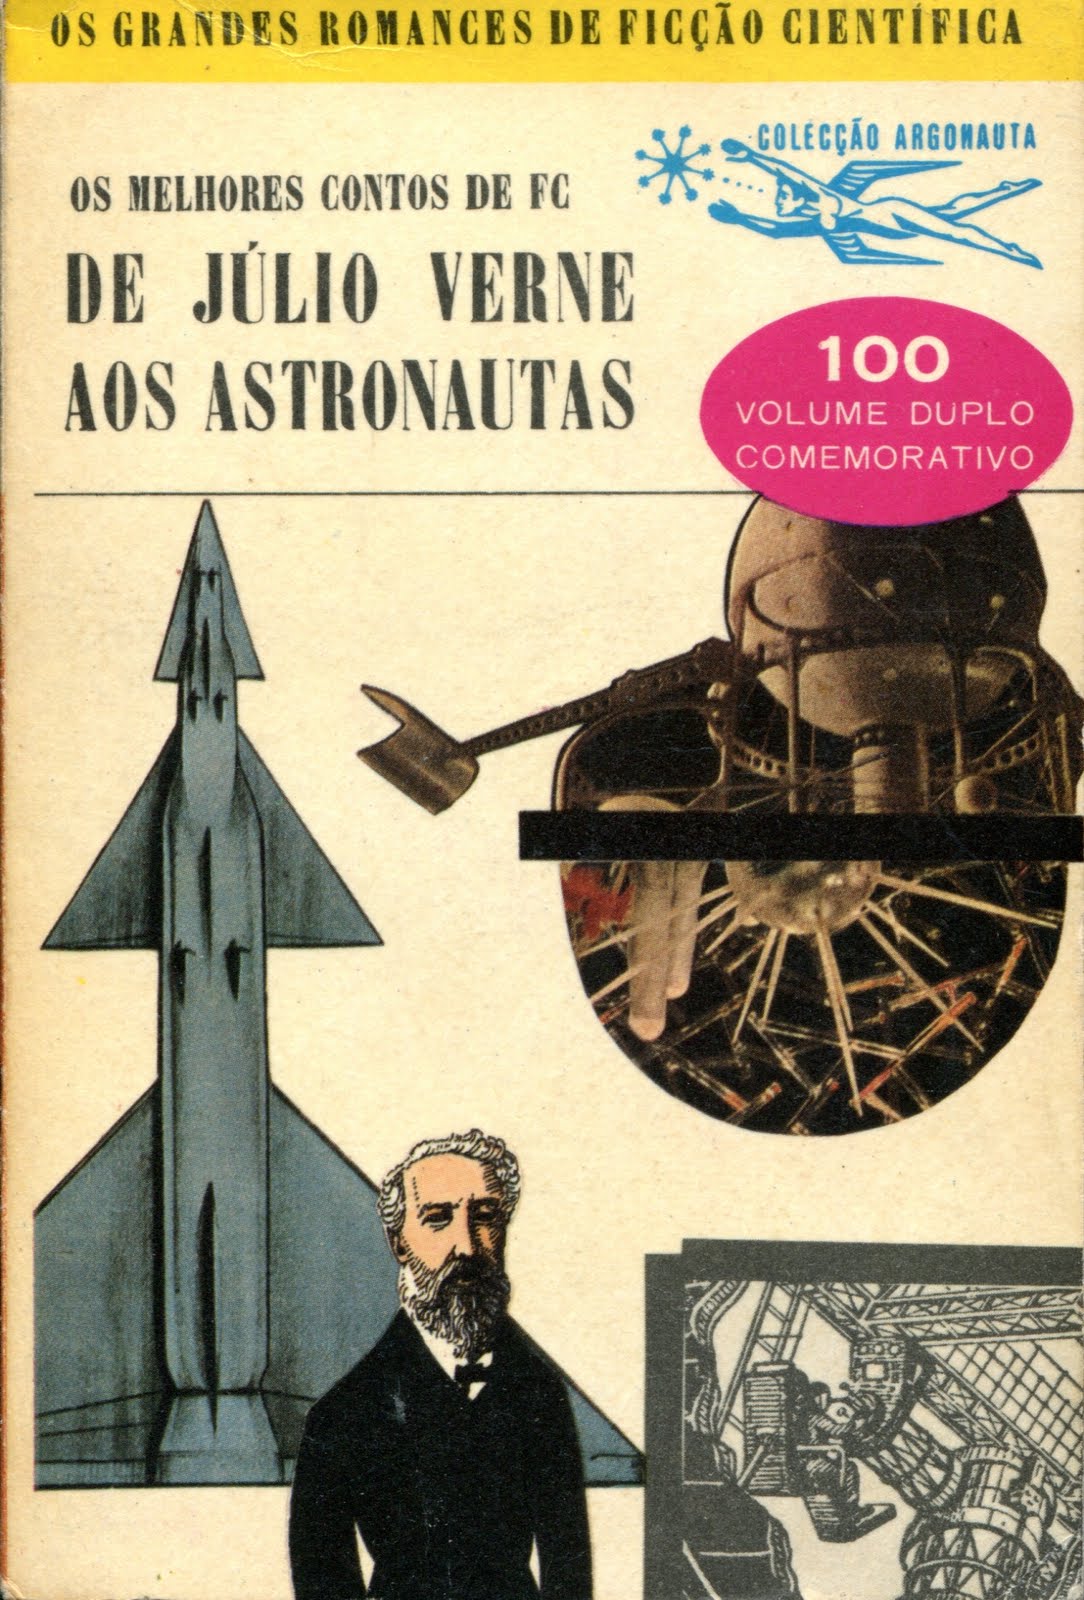 OS GRANDES ROMANCES DE FICÇÃO CIENTÍFICA
COLECÇÃO ARGONAUTA
OS MELHORES CONTOS DE FC
DE JÚLIO VERNE
AOS ASTRONAUTAS
100
VOLUME DUPLO
COMEMORATIVO